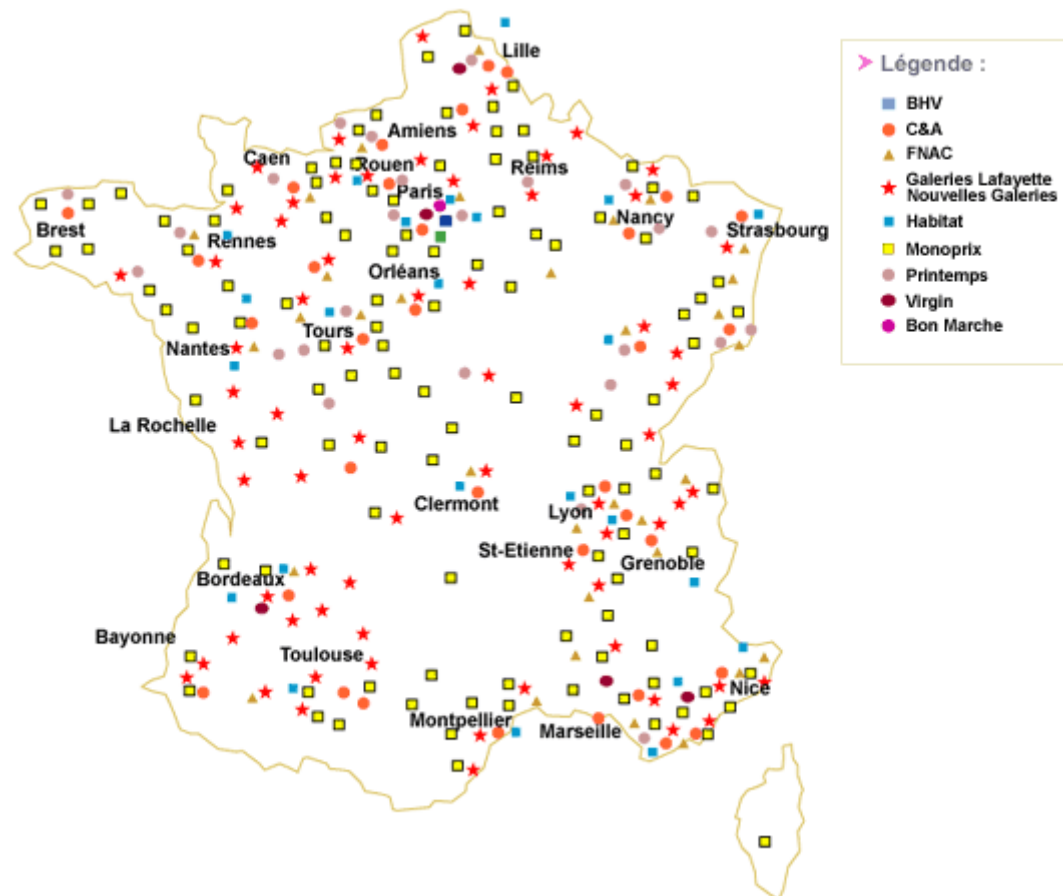 Lille
Légende :
BHV
C&A
FNAC
Galeries Lafayette
Nouvelles Galeries
Habitat
Monoprix
Printemps
Virgin
Bon Marche
Amiens
Caen
Rouen
Reims
Paris
Nancy
Brest
Rennes
Strasbourg
Orléans
Tours
Nantes
La Rochelle
Clermont
Lyon
St-Etienne
Grenoble
Bordeaux
Bayonne
Toulouse
Nice
Montpellier
Marseille